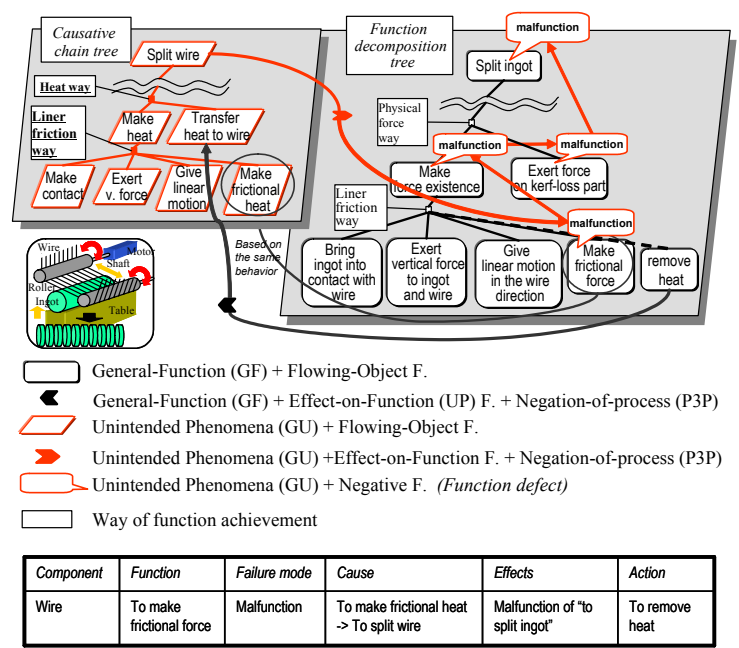 Causative
chain tree
Function
decomposition
tree
malfunction
Split wire
Split ingot
Heat way
Physical
force
way
Make
heat
Transfer
heat to wire
malfunction
malfunction
Liner
friction
way
Make
force existence
Exert force
on kerf-loss part
Make
contact
Exert
v. force
Give
linear
motion
Make
frictional
heat
Liner
friction
way
malfunction
Based on
the same
behavior
Bring
ingot into
contact with
wire
Exert
vertical force
to ingot
and wire
Give
linear motion
in the wire
direction
Make
frictional
force
remove
heat
Wire
Motor
Shaft
Roller
Ingot
Table
General-Function (GF) + Flowing-Object F.
General-Function (GF) + Effect-on-Function (UP) F. + Negation-of-process (P3P)
Unintended Phenomena (GU) + Flowing-Object F.
Unintended Phenomena (GU) +Effect-on-Function F. + Negation-of-process (P3P)
Unintended Phenomena (GU) + Negative F. (Function defect)
Way of function achievement
Component Function Failure mode Cause Effects Action
Wire To make frictional force Malfunction To make frictional heat -> To split wire Malfunction of “to split ingot” To remove heat